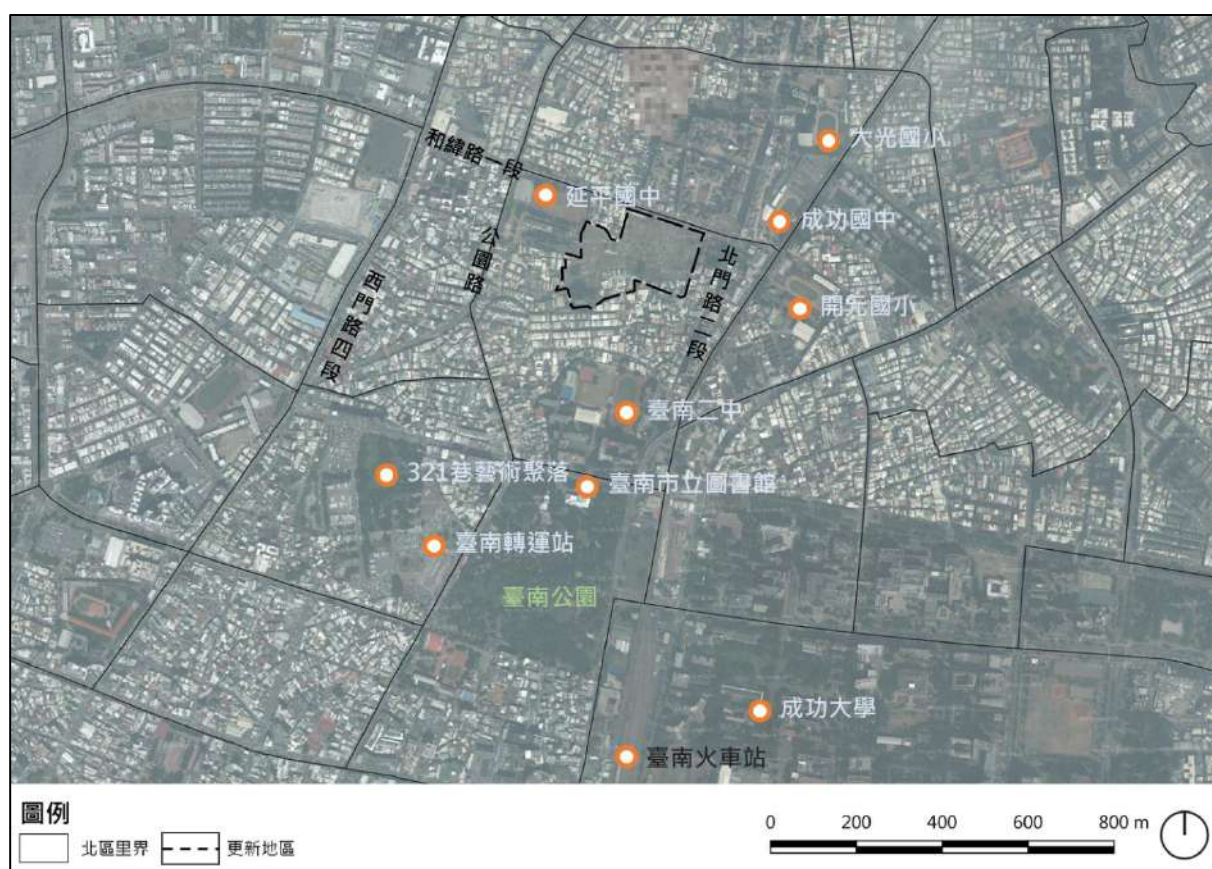 大光國小
和緯路一段
延平國中
成功國中
公園路
北門路二段
西門路四段
開元國小
臺南二中
321巷藝術聚落
臺南市立圖書館
臺南轉運站
臺南公園
成功大學
臺南火車站
圖例
北區里界
更新地區
0 200 400 600 800 m